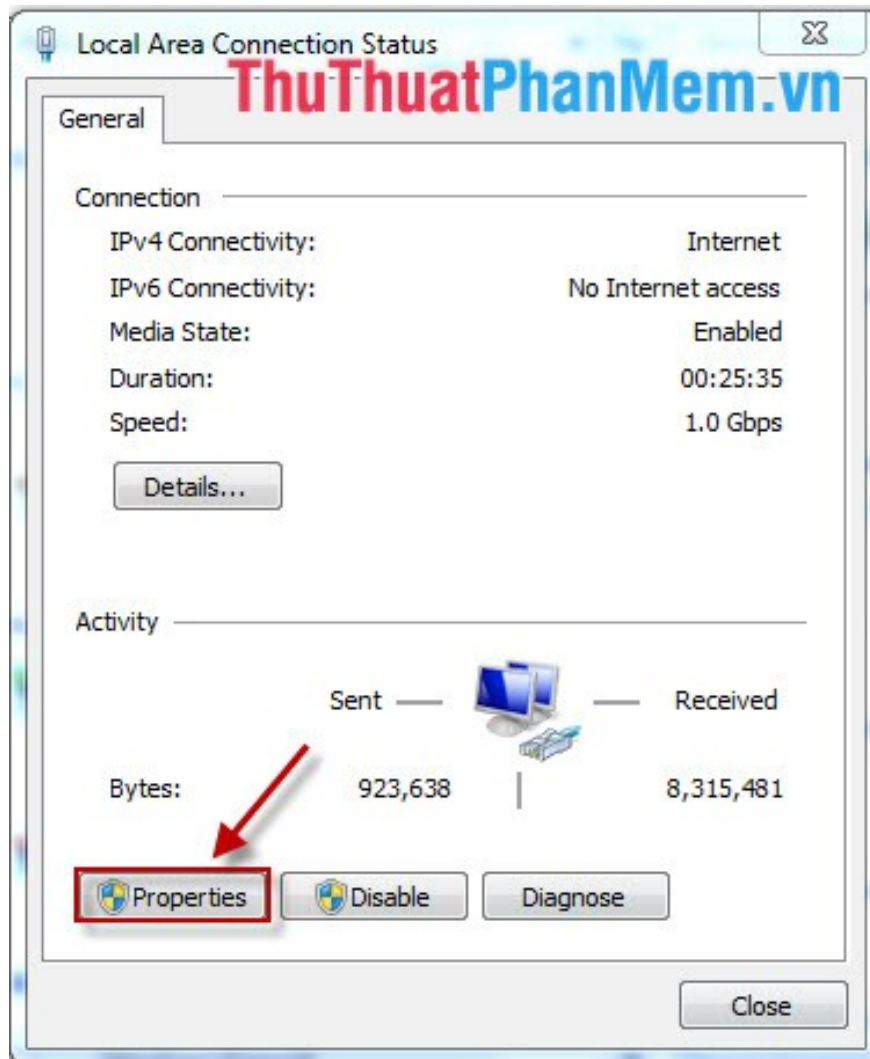 Local Area Connection Status
ThuThuatPhanMem.vn
General
Connection
IPv4 Connectivity: Internet
IPv6 Connectivity: No Internet access
Media State: Enabled
Duration: 00:25:35
Speed: 1.0 Gbps
Details...
Activity
Sent Received
Bytes: 923,638 8,315,481
Properties Disable Diagnose
Close